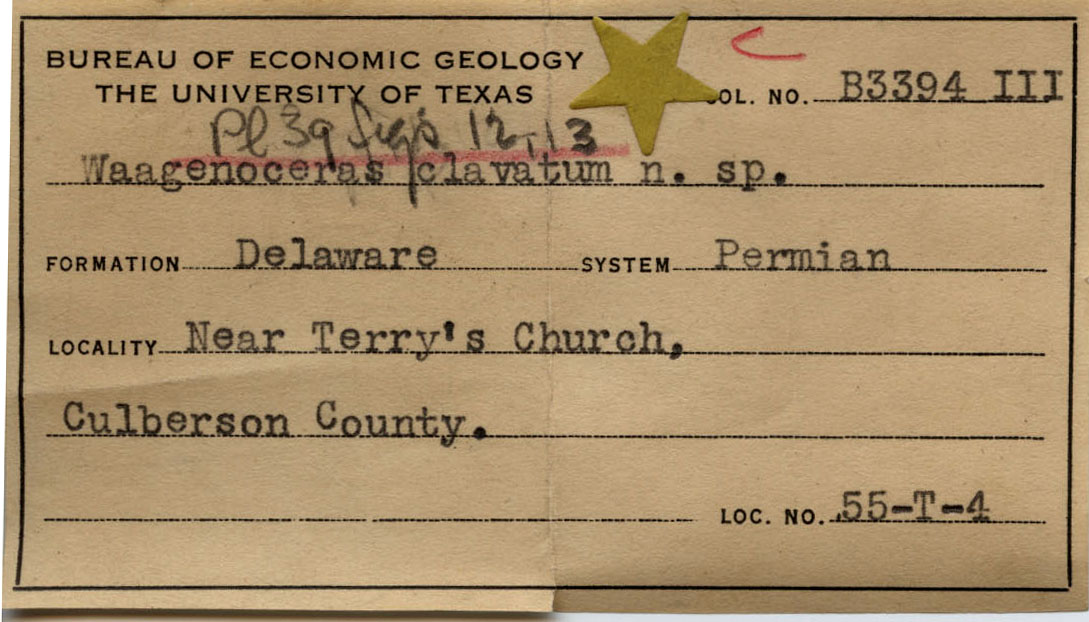 BUREAU OF ECONOMIC GEOLOGY
THE UNIVERSITY OF TEXAS
OL. NO. B3394 III
Pl 39 figs 12, 13
Waagenoceras clavatum n. sp.
FORMATION Delaware SYSTEM Permian
LOCALITY Near Terry's Church,
Culberson County.
LOC. NO. 55-T-4